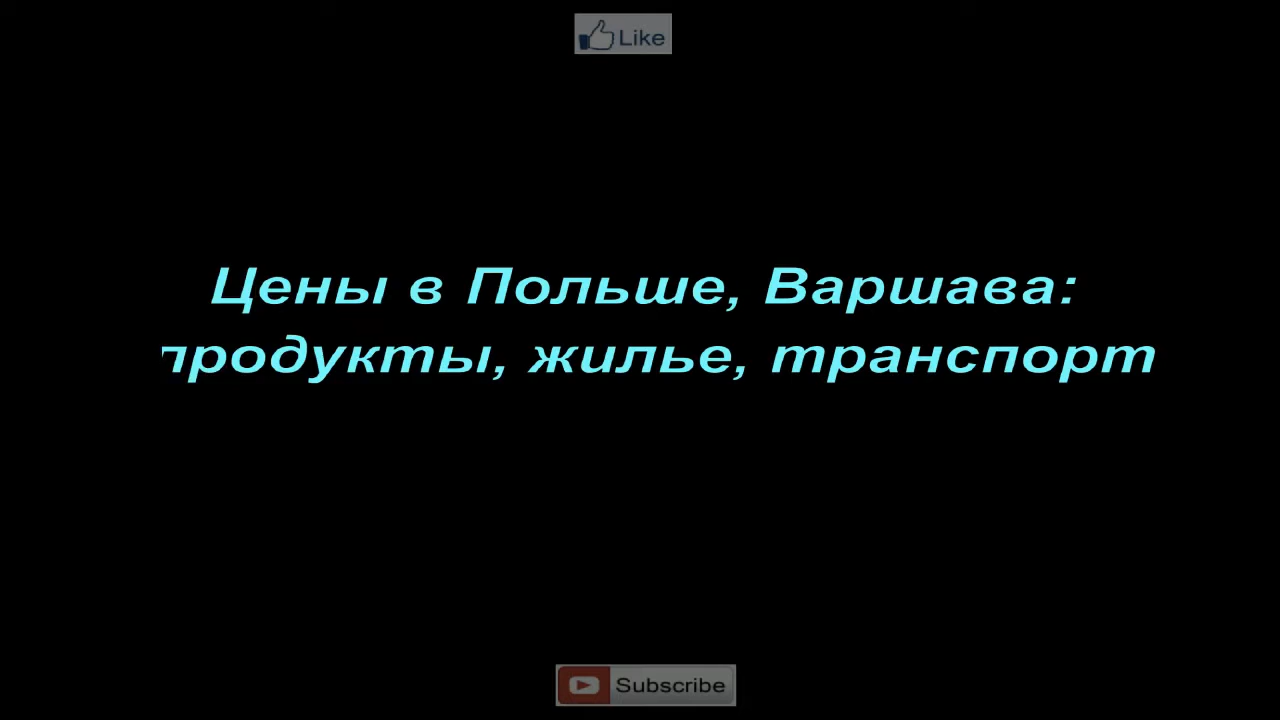 Like
Цены в Польше, Варшава:
продукты, жилье, транспорт
Subscribe